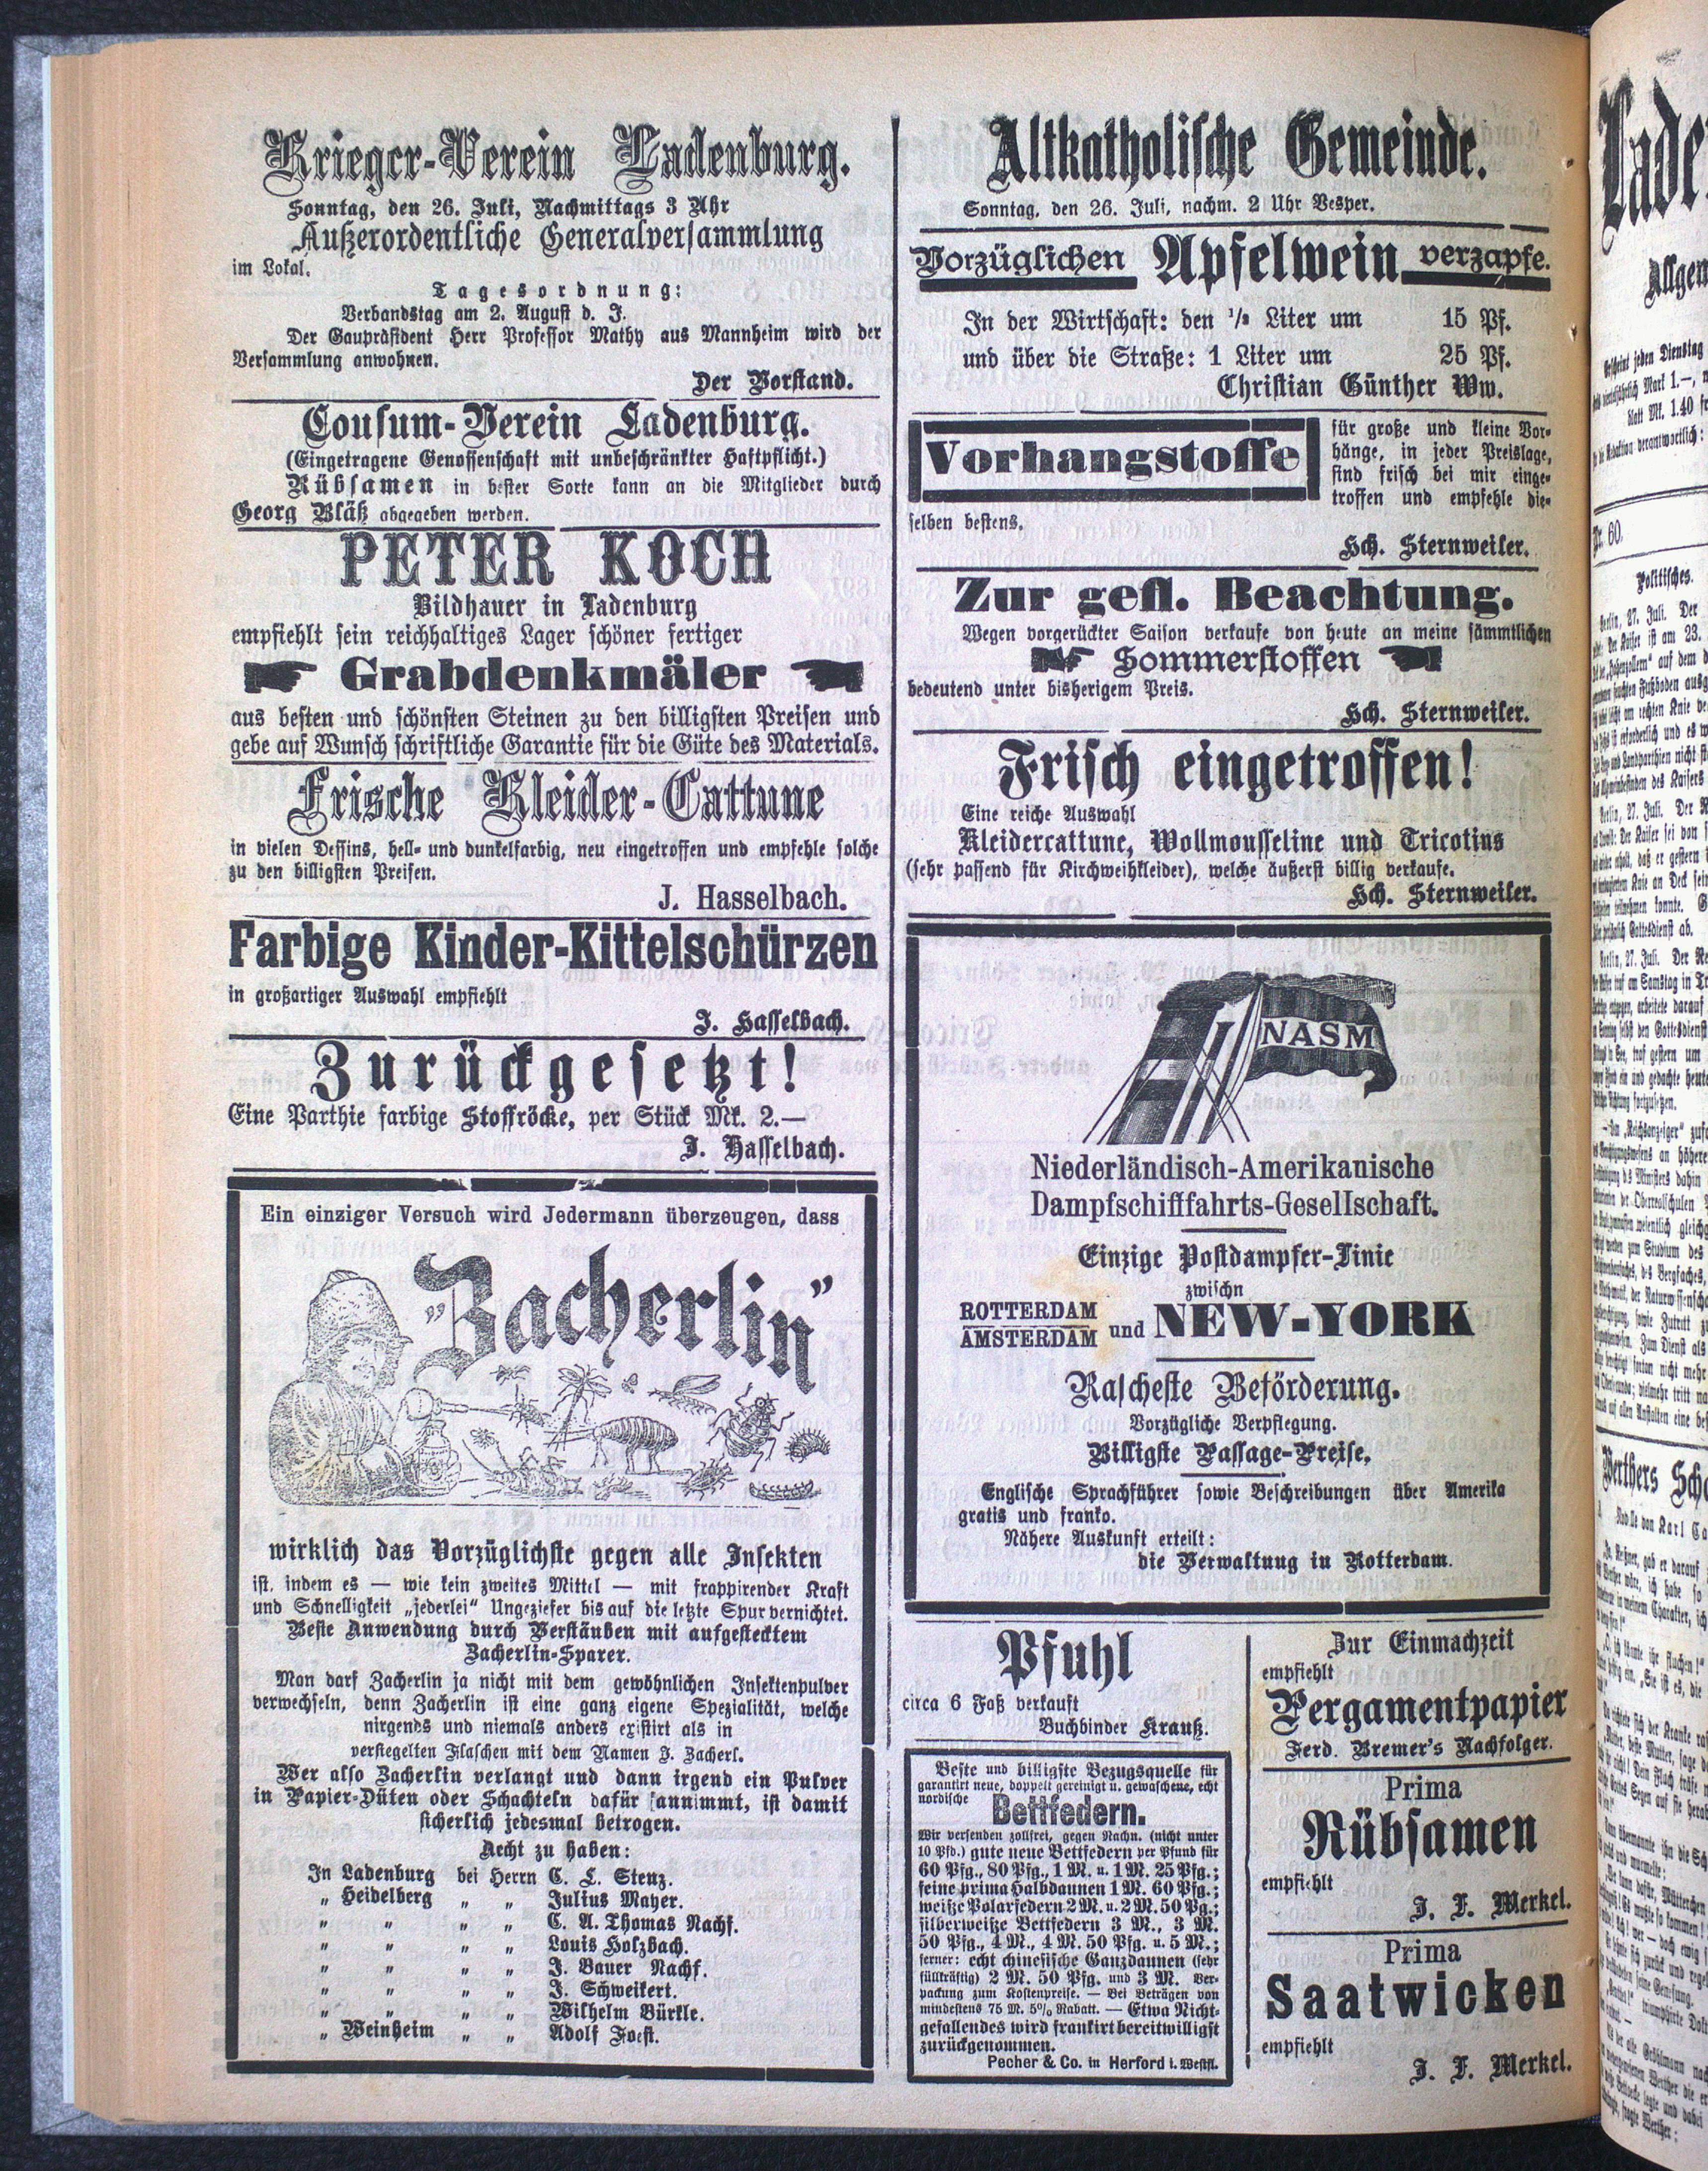 Krieger-Verein Ladenburg.
Sonntag, den 26. Juli, Nachmittags 3 Uhr
Außerordentliche Generalversammlung
im Lokal.
Tagesordnung:
Verbandstag am 2. August d. J.
Der Gaupräsident Herr Professor Mathy aus Mannheim wird der
Versammlung anwohnen.
Der Vorstand.
Consum-Verein Ladenburg.
(Eingetragene Genossenschaft mit unbeschränkter Haftpflicht.)
Rübsamen in bester Sorte kann an die Mitglieder durch
Georg Bläß abgegeben werden.
PETER KOCH
Bildhauer in Ladenburg
empfiehlt sein reichhaltiges Lager schöner fertiger
Grabdenkmäler
aus besten und schönsten Steinen zu den billigsten Preisen und
gebe auf Wunsch schriftliche Garantie für die Güte des Materials.
Frische Kleider-Cattune
in vielen Dessins, hell- und dunkelfarbig, neu eingetroffen und empfehle solche
zu den billigsten Preisen.
J. Hasselbach.
Farbige Kinder-Kittelschürzen
in großartiger Auswahl empfiehlt
J. Hasselbach.
Zurückgesetzt!
Eine Parthie farbige Stoffröcke, per Stück Mk. 2.—
J. Hasselbach.
Ein einziger Versuch wird Jedermann überzeugen, dass
„Zacherlin”
wirklich das Vorzüglichste gegen alle Insekten
ist, indem es — wie kein zweites Mittel — mit frappirender Kraft
und Schnelligkeit „jederlei“ Ungeziefer bis auf die letzte Spur vernichtet.
Beste Anwendung durch Verstäuben mit aufgestecktem
Zacherlin-Sparer.
Man darf Zacherlin ja nicht mit dem gewöhnlichen Insektenpulver
verwechseln, denn Zacherlin ist eine ganz eigene Spezialität, welche
nirgends und niemals anders existirt als in
versiegelten Flaschen mit dem Namen J. Zacherl.
Wer also Zacherlin verlangt und dann irgend ein Pulver
in Papier-Düten oder Schachteln dafür annimmt, ist damit
sicherlich jedesmal betrogen.
Aecht zu haben:
In Ladenburg bei Herrn C. L. Stenz.
„ Heidelberg „ „ Julius Mayer.
„ „ „ „ C. A. Thomas Nachf.
„ „ „ „ Louis Holzbach.
„ „ „ „ J. Bauer Nachf.
„ „ „ „ J. Schweikert.
„ „ „ „ Wilhelm Bürkle.
„ Weinheim „ „ Adolf Foest.
Altkatholische Gemeinde.
Sonntag, den 26. Juli, nachm. 2 Uhr Vesper.
Vorzüglichen Apfelwein verzapfe.
In der Wirtschaft: den 1/2 Liter um 15 Pf.
und über die Straße: 1 Liter um 25 Pf.
Christian Günther Ww.
Vorhangstoffe
für große und kleine Vor-
hänge, in jeder Preislage,
sind frisch bei mir einge-
troffen und empfehle die-
selben bestens.
Hch. Sternweiler.
Zur gefl. Beachtung.
Wegen vorgerückter Saison verkaufe von heute an meine sämmtlichen
Sommerstoffen
bedeutend unter bisherigem Preis.
Hch. Sternweiler.
Frisch eingetroffen!
Eine reiche Auswahl
Kleidercattune, Wollmousseline und Tricotins
(sehr passend für Kirchweihkleider), welche äußerst billig verkaufe.
Hch. Sternweiler.
NASM
Niederländisch-Amerikanische
Dampfschifffahrts-Gesellschaft.
Einzige Postdampfer-Linie
zwischn
ROTTERDAM
AMSTERDAM und NEW-YORK
Rascheste Beförderung.
Vorzügliche Verpflegung.
Billigste Passage-Preise.
Englische Sprachführer sowie Beschreibungen über Amerika
gratis und franko.
Nähere Auskunft erteilt:
die Verwaltung in Rotterdam.
Pfuhl
circa 6 Faß verkauft
Buchbinder Krauß.
Beste und billigste Bezugsquelle für
garantirt neue, doppelt gereinigt u. gewaschene, echt
nordische
Bettfedern.
Wir versenden zollfrei, gegen Nachn. (nicht unter
10 Pfd.) gute neue Bettfedern per Pfund für
60 Pfg., 80 Pfg., 1 M. u. 1 M. 25 Pfg.;
feine prima Halbdaunen 1 M. 60 Pfg.;
weiße Polarfedern 2 M. u. 2 M. 50 Pg.;
silberweiße Bettfedern 3 M., 3 M.
50 Pfg., 4 M., 4 M. 50 Pfg. u. 5 M.;
ferner: echt chinesische Ganzdaunen (sehr
füllkräftig) 2 M. 50 Pfg. und 3 M. Ver-
packung zum Kostenpreise. — Bei Beträgen von
mindestens 75 M. 5% Rabatt. — Etwa Nicht-
gefallendes wird frankirt bereitwilligst
zurückgenommen.
Pecher & Co. in Herford i. Westfl.
Zur Einmachzeit
empfiehlt
Pergamentpapier
Ferd. Bremer's Nachfolger.
Prima
Rübsamen
empfiehlt
J. F. Merkel.
Prima
Saatwicken
empfiehlt
J. F. Merkel.
Nr. 60.
Politisches.